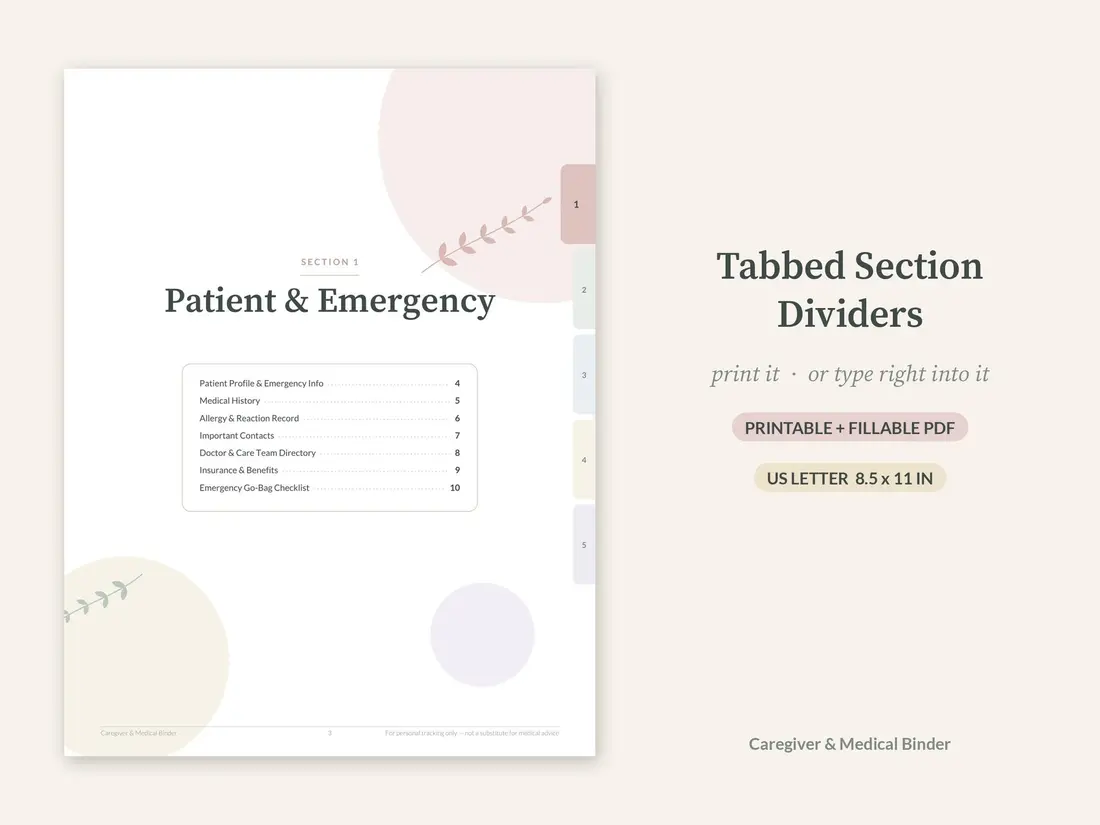 1
SECTION 1
Patient & Emergency
2
3
4
5
Patient Profile & Emergency Info 4
Medical History 5
Allergy & Reaction Record 6
Important Contacts 7
Doctor & Care Team Directory 8
Insurance & Benefits 9
Emergency Go-Bag Checklist 10
Caregiver & Medical Binder 3 For personal tracking only — not a substitute for medical advice
Tabbed Section
Dividers
print it · or type right into it
PRINTABLE + FILLABLE PDF
US LETTER 8.5 x 11 IN
Caregiver & Medical Binder